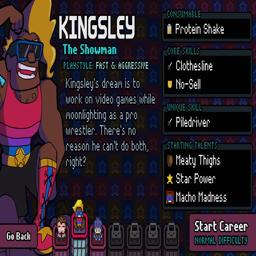 KINGSLEY
The Showman
PLAYSTYLE: FAST & AGGRESSIVE
Kingsley's dream is to
work on video games while
moonlighting as a pro
wrestler. There's no
reason he can't do both,
right?
CONSUMABLE
Protein Shake
CORE SKILLS
Clothesline
No-Sell
UNIQUE SKILL
Piledriver
STARTING TALENTS
Meaty Thighs
Star Power
Macho Madness
Go Back
Start Career
NORMAL DIFFICULTY